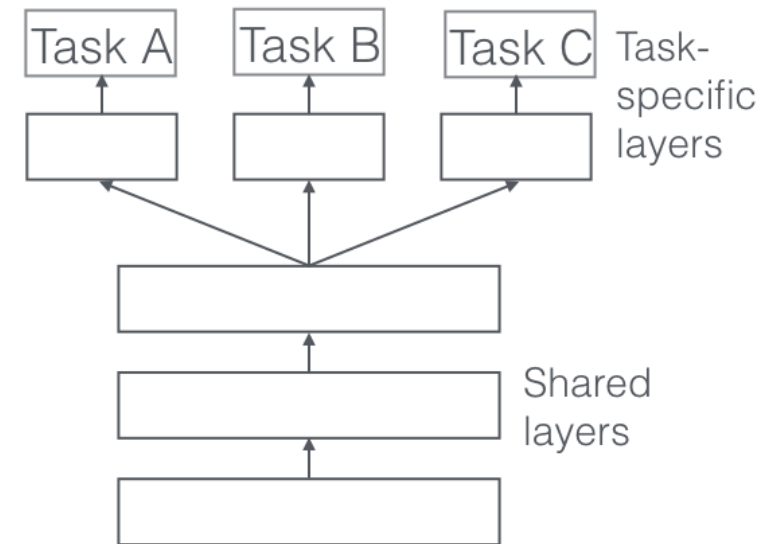 Task A
Task B
Task C
Task-
specific
layers
Shared
layers